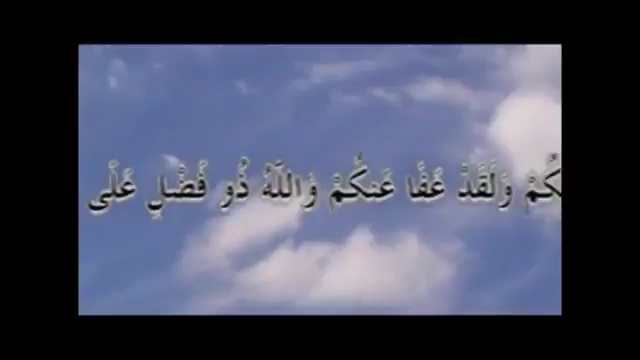 كُمْ وَلَقَدْ عَفَا عَنكُمْ وَاللَّهُ ذُو فَضْلٍ عَلَى